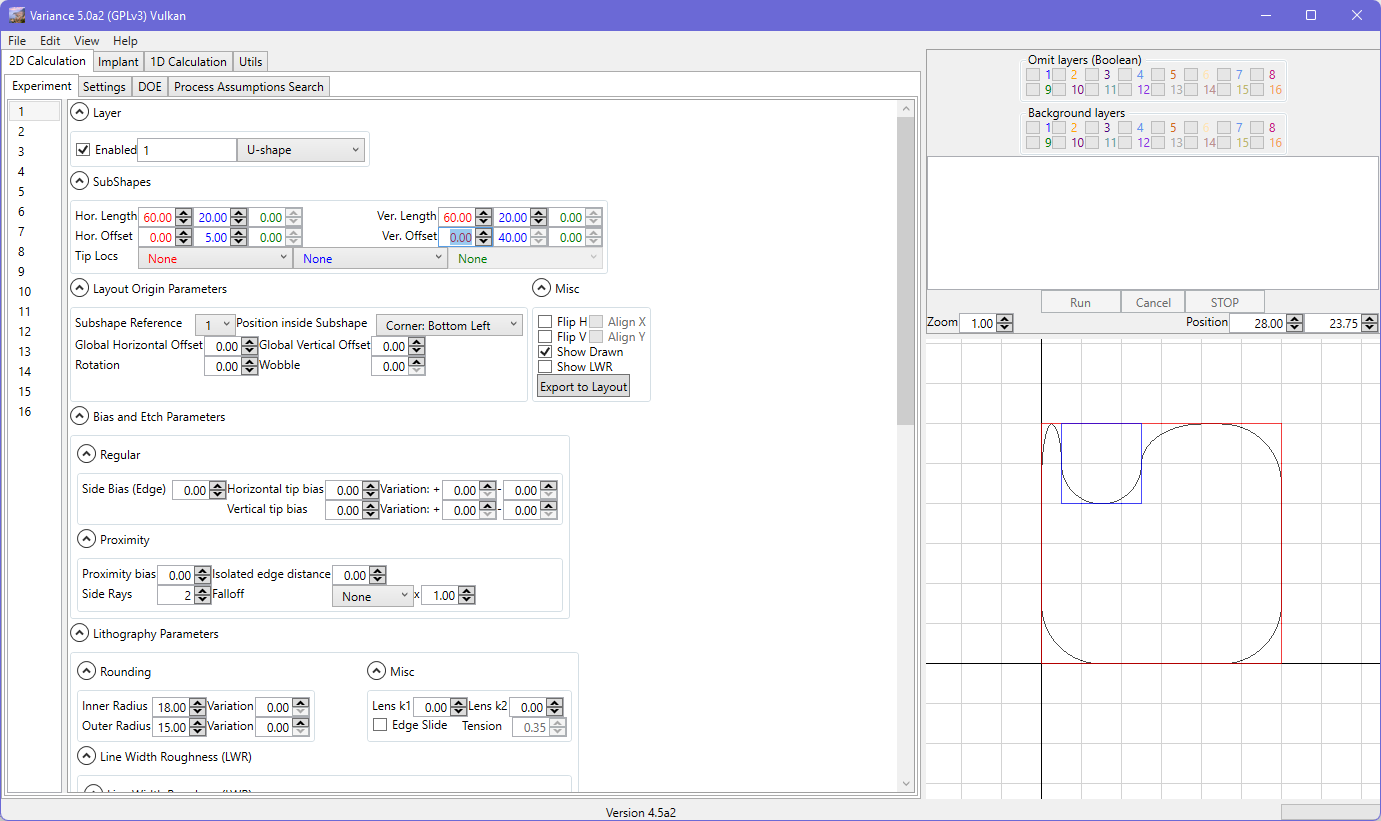 Variance 5.0a2 (GPLv3) Vulkan
File Edit View Help
2D Calculation Implant 1D Calculation Utils
Experiment Settings DOE Process Assumptions Search
1
2
3
4
5
6
7
8
9
10
11
12
13
14
15
16
Layer
Enabled 1 U-shape
SubShapes
Hor. Length 60.00 20.00 0.00 Ver. Length 60.00 20.00 0.00
Hor. Offset 0.00 5.00 0.00 Ver. Offset 0.00 40.00 0.00
Tip Locs None None None
Layout Origin Parameters
Subshape Reference 1 Position inside Subshape Corner: Bottom Left
Global Horizontal Offset 0.00 Global Vertical Offset 0.00
Rotation 0.00 Wobble 0.00
Misc
Flip H Align X
Flip V Align Y
Show Drawn
Show LWR
Export to Layout
Bias and Etch Parameters
Regular
Side Bias (Edge) 0.00 Horizontal tip bias 0.00 Variation: + 0.00 - 0.00
Vertical tip bias 0.00 Variation: + 0.00 - 0.00
Proximity
Proximity bias 0.00 Isolated edge distance 0.00
Side Rays 2 Falloff None x 1.00
Lithography Parameters
Rounding
Inner Radius 18.00 Variation 0.00
Outer Radius 15.00 Variation 0.00
Misc
Lens k1 0.00 Lens k2 0.00
Edge Slide Tension 0.35
Line Width Roughness (LWR)
Omit layers (Boolean)
1 2 3 4 5 6 7 8
9 10 11 12 13 14 15 16
Background layers
1 2 3 4 5 6 7 8
9 10 11 12 13 14 15 16
Run Cancel STOP
Zoom 1.00 Position 28.00 23.75
Version 4.5a2